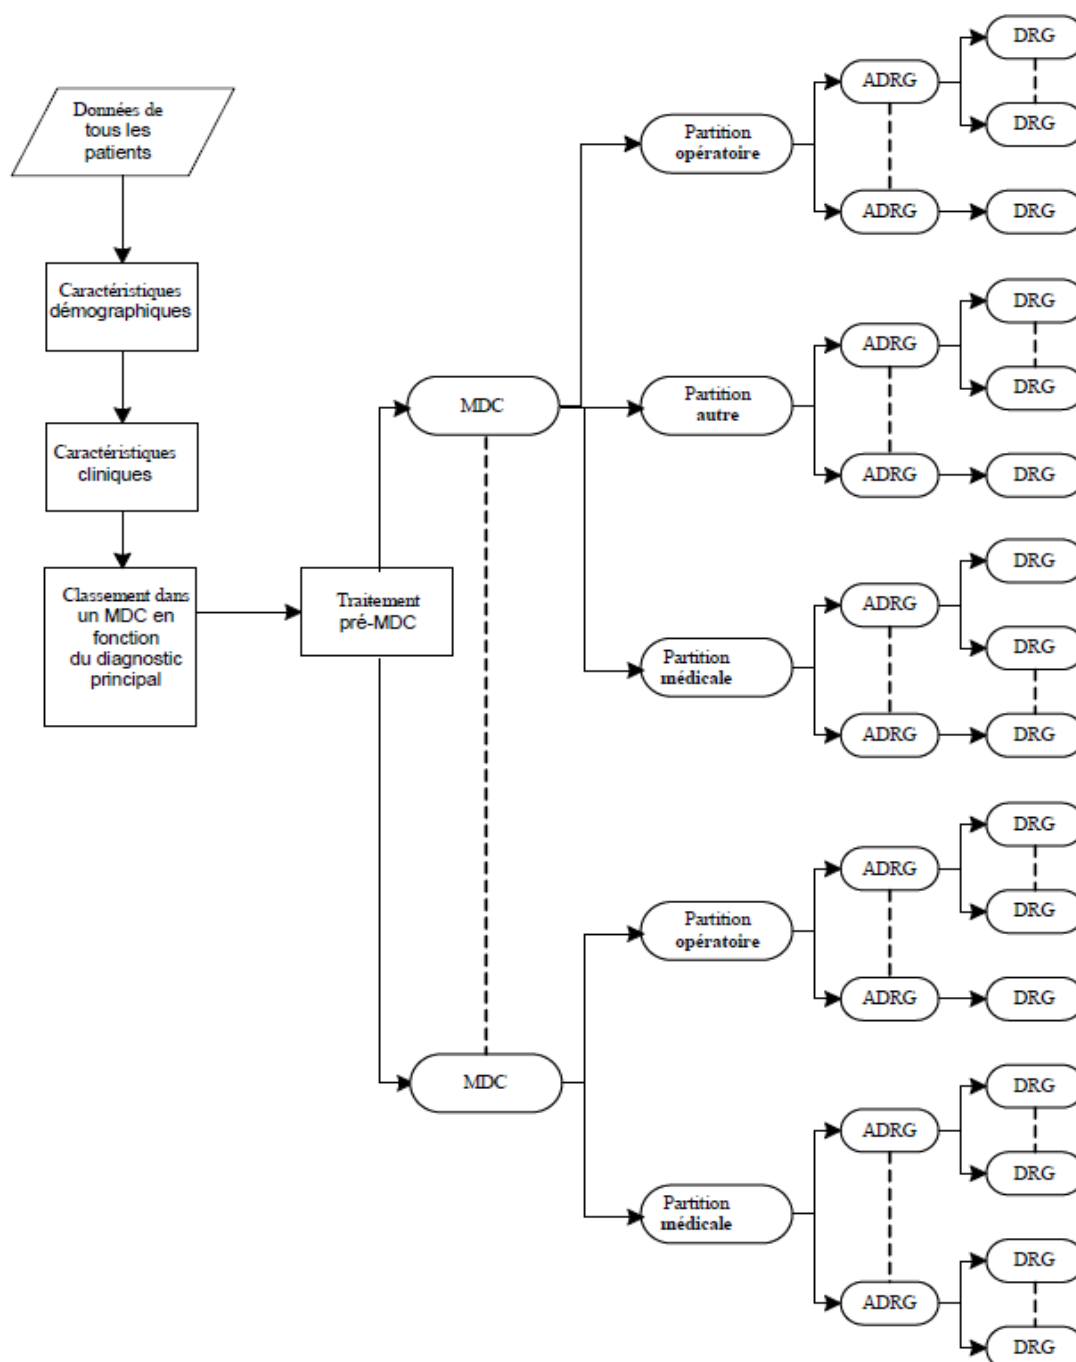 Données de
tous les
patients
Caractéristiques
démographiques
Caractéristiques
cliniques
Classement dans
un MDC en
fonction
du diagnostic
principal
Traitement
pré-MDC
MDC
MDC
Partition
opératoire
ADRG
DRG
DRG
ADRG
DRG
Partition
autre
ADRG
DRG
DRG
ADRG
DRG
Partition
médicale
ADRG
DRG
DRG
ADRG
DRG
Partition
opératoire
ADRG
DRG
DRG
ADRG
DRG
Partition
médicale
ADRG
DRG
DRG
ADRG
DRG
DRG